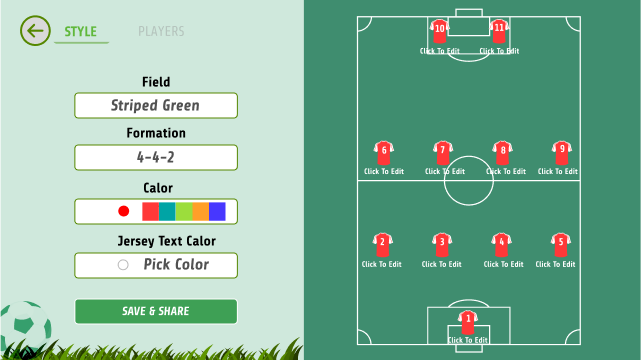 STYLE PLAYERS
Field
Striped Green
Formation
4-4-2
Calor
Jersey Text Calor
Pick Color
SAVE & SHARE
10 11
Click To Edit Click To Edit
6 7 8 9
Click To Edit Click To Edit Click To Edit Click To Edit
2 3 4 5
Click To Edit Click To Edit Click To Edit Click To Edit
1
Click To Edit